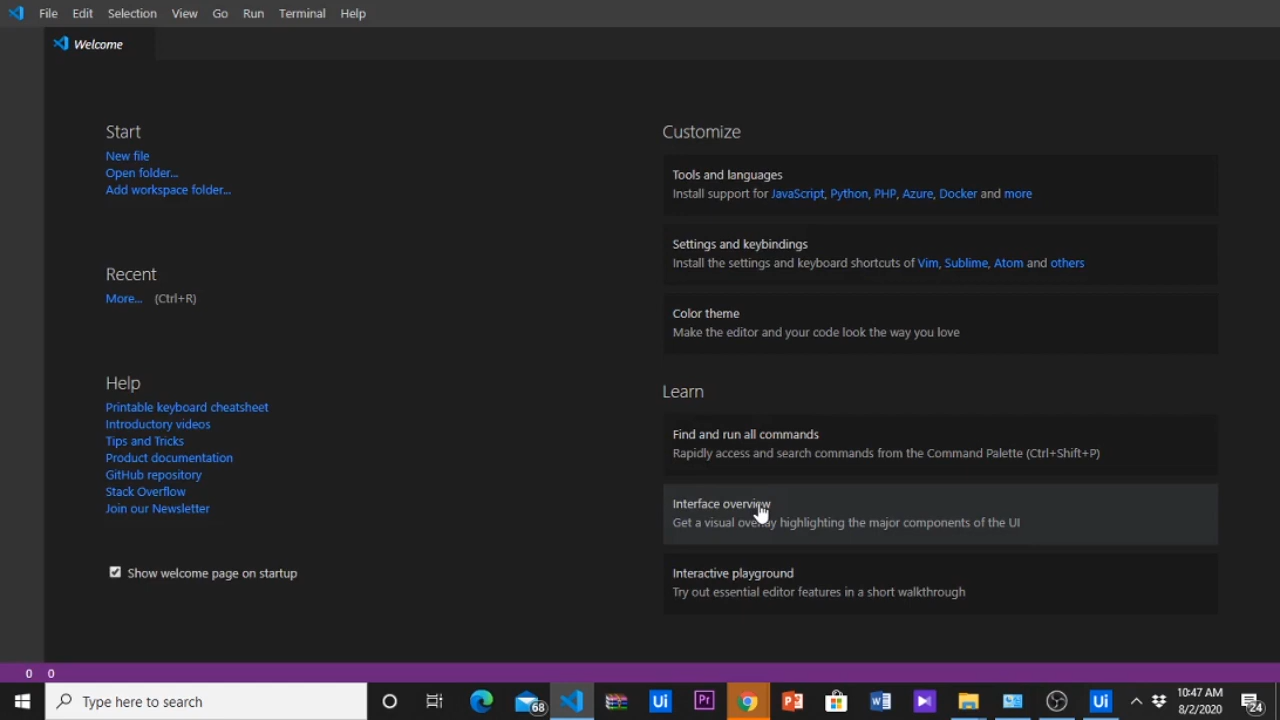 File Edit Selection View Go Run Terminal Help
Welcome
Start
New file
Open folder...
Add workspace folder...
Recent
More... (Ctrl+R)
Help
Printable keyboard cheatsheet
Introductory videos
Tips and Tricks
Product documentation
GitHub repository
Stack Overflow
Join our Newsletter
Show welcome page on startup
Customize
Tools and languages
Install support for JavaScript, Python, PHP, Azure, Docker and more
Settings and keybindings
Install the settings and keyboard shortcuts of Vim, Sublime, Atom and others
Color theme
Make the editor and your code look the way you love
Learn
Find and run all commands
Rapidly access and search commands from the Command Palette (Ctrl+Shift+P)
Interface overview
Get a visual overlay highlighting the major components of the UI
Interactive playground
Try out essential editor features in a short walkthrough
0 0
Type here to search
68
Ui
Pr
Ui
10:47 AM
8/2/2020
24